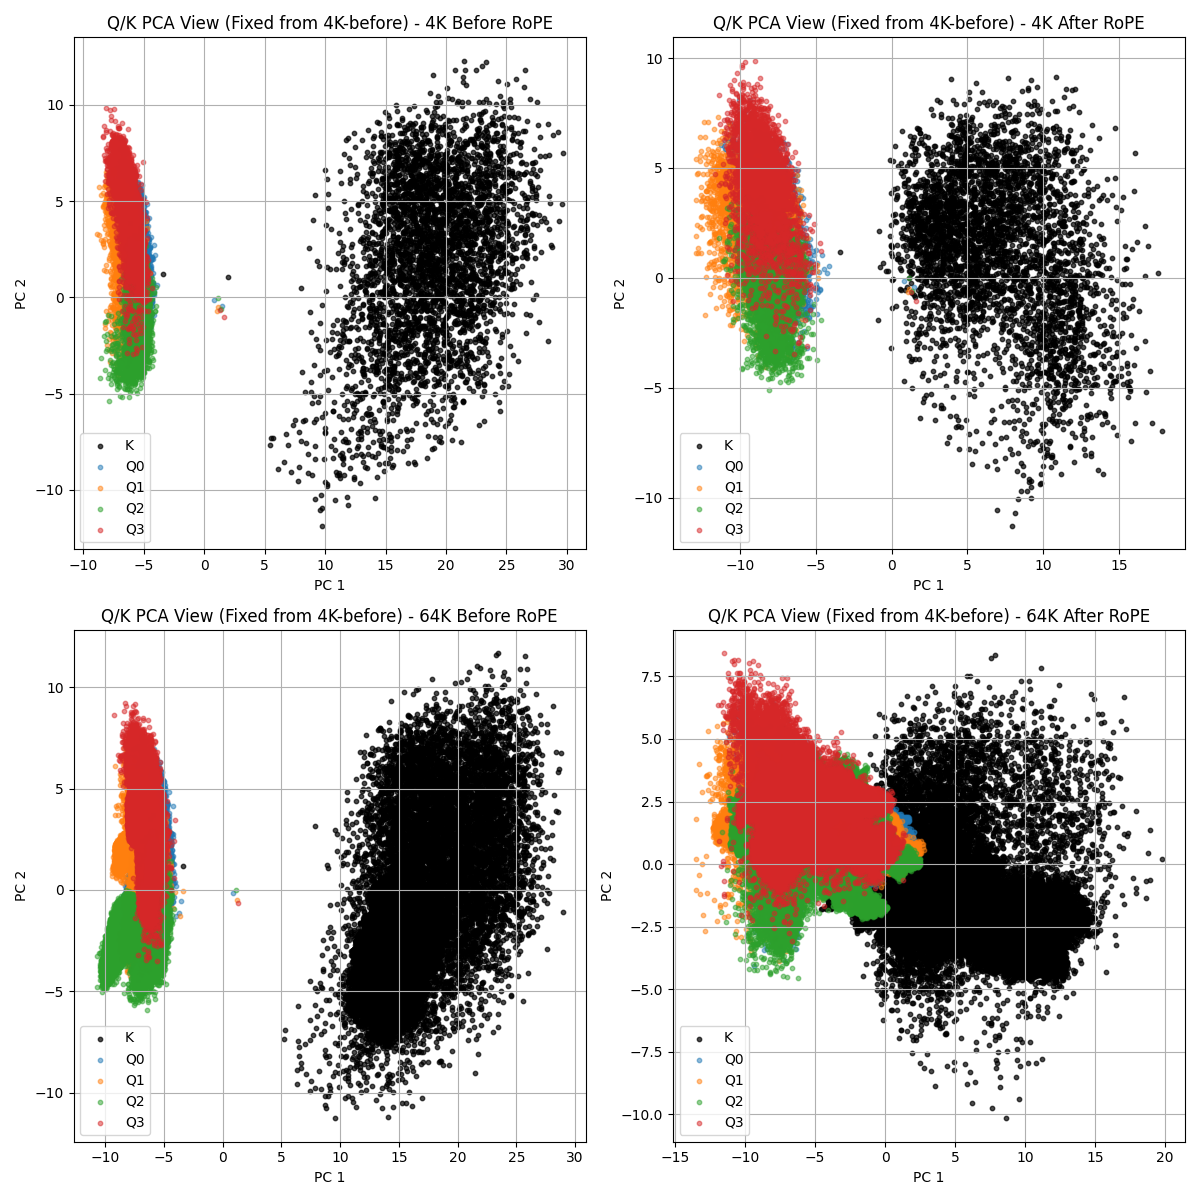 Q/K PCA View (Fixed from 4K-before) - 4K Before RoPE
10
5
0
−5
−10
PC 2
K
Q0
Q1
Q2
Q3
−10 −5 0 5 10 15 20 25 30
PC 1
Q/K PCA View (Fixed from 4K-before) - 4K After RoPE
10
5
0
−5
−10
PC 2
K
Q0
Q1
Q2
Q3
−10 −5 0 5 10 15
PC 1
Q/K PCA View (Fixed from 4K-before) - 64K Before RoPE
10
5
0
−5
−10
PC 2
K
Q0
Q1
Q2
Q3
−10 −5 0 5 10 15 20 25 30
PC 1
Q/K PCA View (Fixed from 4K-before) - 64K After RoPE
7.5
5.0
2.5
0.0
−2.5
−5.0
−7.5
−10.0
PC 2
K
Q0
Q1
Q2
Q3
−15 −10 −5 0 5 10 15 20
PC 1